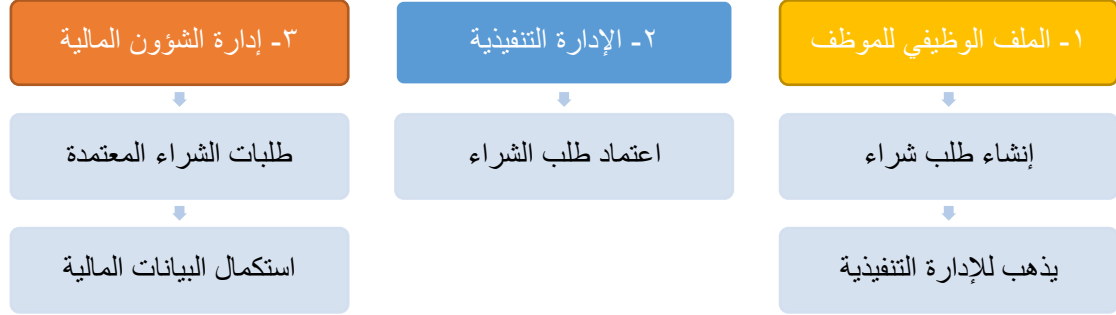 ١- الملف الوظيفي للموظف
إنشاء طلب شراء
يذهب للإدارة التنفيذية
٢- الإدارة التنفيذية
اعتماد طلب الشراء
٣- إدارة الشؤون المالية
طلبات الشراء المعتمدة
استكمال البيانات المالية